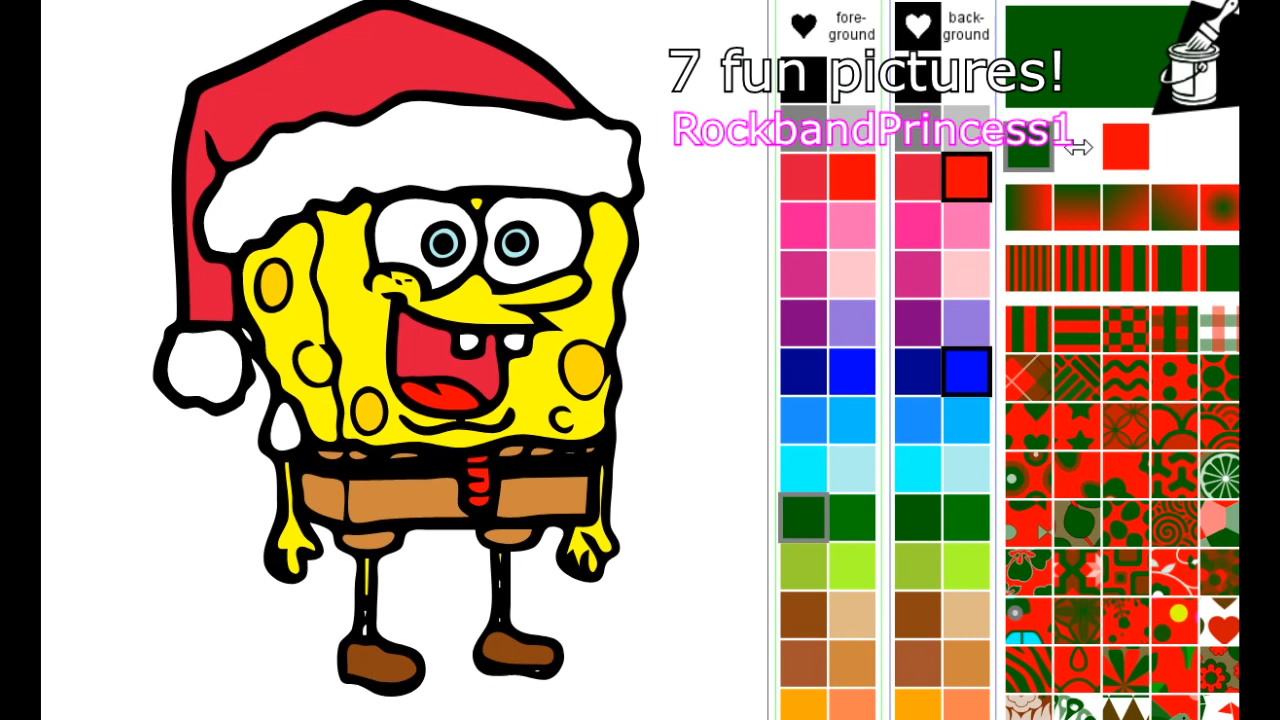 fore-
ground
back-
ground
7 fun pictures!
RockbandPrincess1